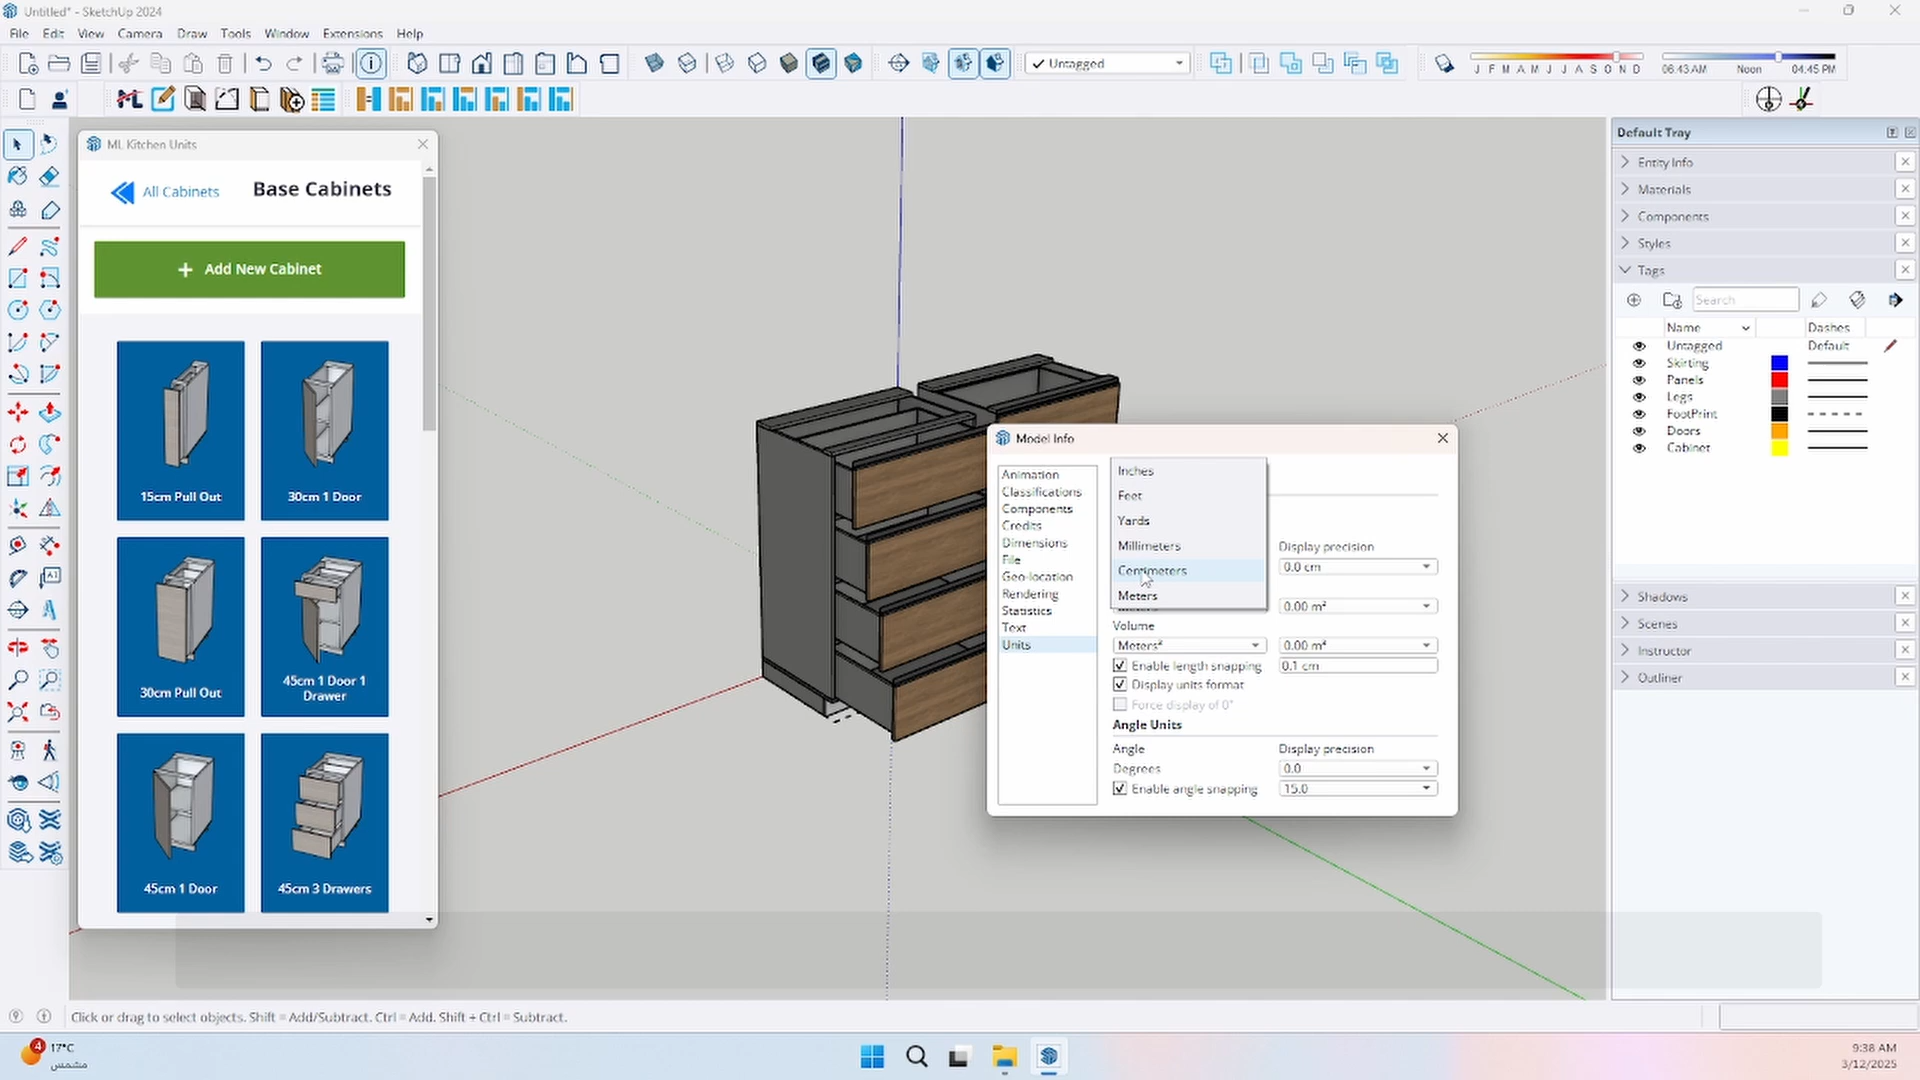 Untitled* - SketchUp 2024
File Edit View Camera Draw Tools Window Extensions Help
Untagged
J F M A M J J A S O N D
06:43 AM Noon 04:45 PM
ML Kitchen Units
All Cabinets
Base Cabinets
+ Add New Cabinet
15cm Pull Out
30cm 1 Door
30cm Pull Out
45cm 1 Door 1
Drawer
45cm 1 Door
45cm 3 Drawers
Model Info
Animation
Classifications
Components
Credits
Dimensions
File
Geo-location
Rendering
Statistics
Text
Units
Inches
Feet
Yards
Millimeters
Centimeters
Meters
Display precision
0.0 cm
0.00 m²
Volume
Meters³
0.00 m³
Enable length snapping
0.1 cm
Display units format
Force display of 0"
Angle Units
Angle
Display precision
Degrees
0.0
Enable angle snapping
15.0
Default Tray
Entity Info
Materials
Components
Styles
Tags
Search
Name
Dashes
Untagged
Default
Skirting
Panels
Legs
FootPrint
Doors
Cabinet
Shadows
Scenes
Instructor
Outliner
Click or drag to select objects. Shift = Add/Subtract. Ctrl = Add. Shift + Ctrl = Subtract.
4
17°C
مشمس
9:38 AM
3/12/2025